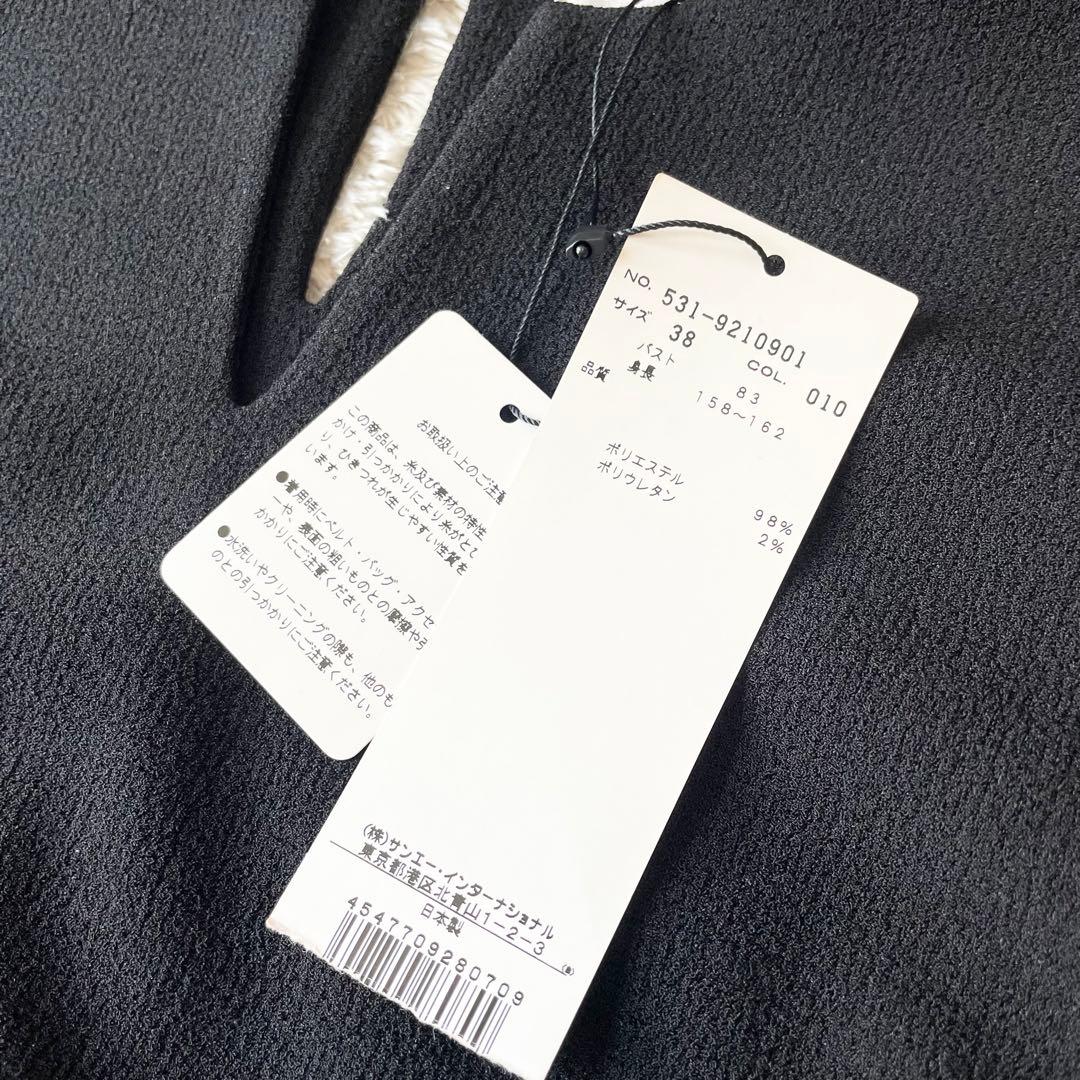 NO. 531-9210901
サイズ 38 COL. 010
バスト 83
身長 158~162
品質
ポリエステル 98%
ポリウレタン 2%
(株)サンエー・インターナショナル
東京都港区北青山1-2-3
日本製
4547709280709
お取扱い上のご注意
この商品は、糸及び素材の特性
かけ・引っかかりにより糸がとて
り、ひきつれが生じやすい性質を
います。
●着用時にベルト・バッグ・アクセ
ーや、表面の粗いものとの磨擦や引
かかりにご注意ください。
●水洗いやクリーニングの際も、他のも
のとの引っかかりにご注意ください。